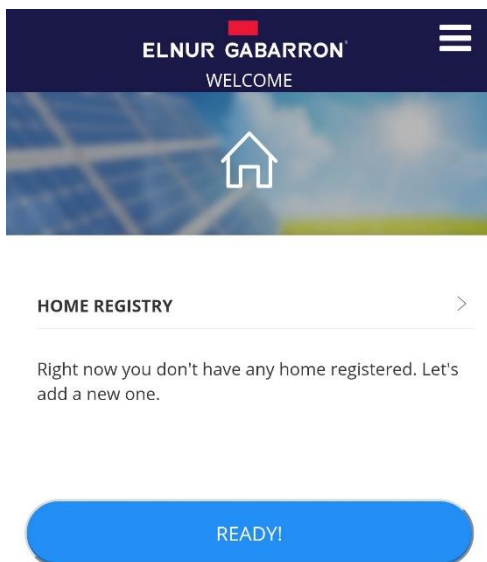 ELNUR GABARRON
WELCOME
HOME REGISTRY
Right now you don't have any home registered. Let's
add a new one.
READY!